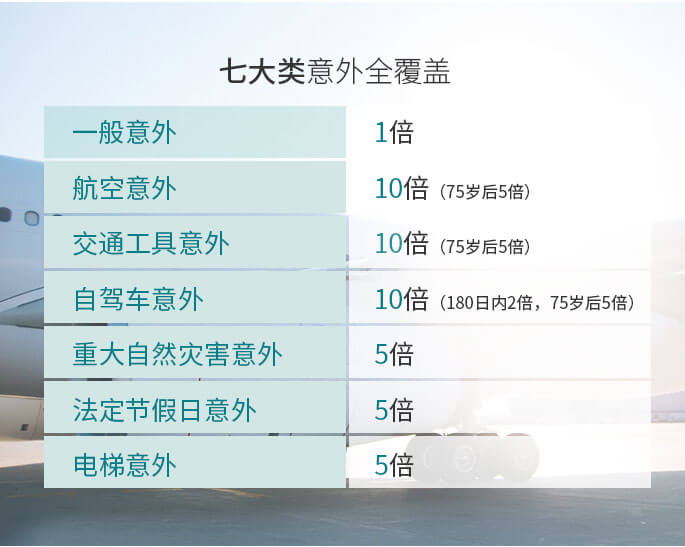 七大类意外全覆盖
一般意外 1倍
航空意外 10倍（75岁后5倍）
交通工具意外 10倍（75岁后5倍）
自驾车意外 10倍（180日内2倍，75岁后5倍）
重大自然灾害意外 5倍
法定节假日意外 5倍
电梯意外 5倍